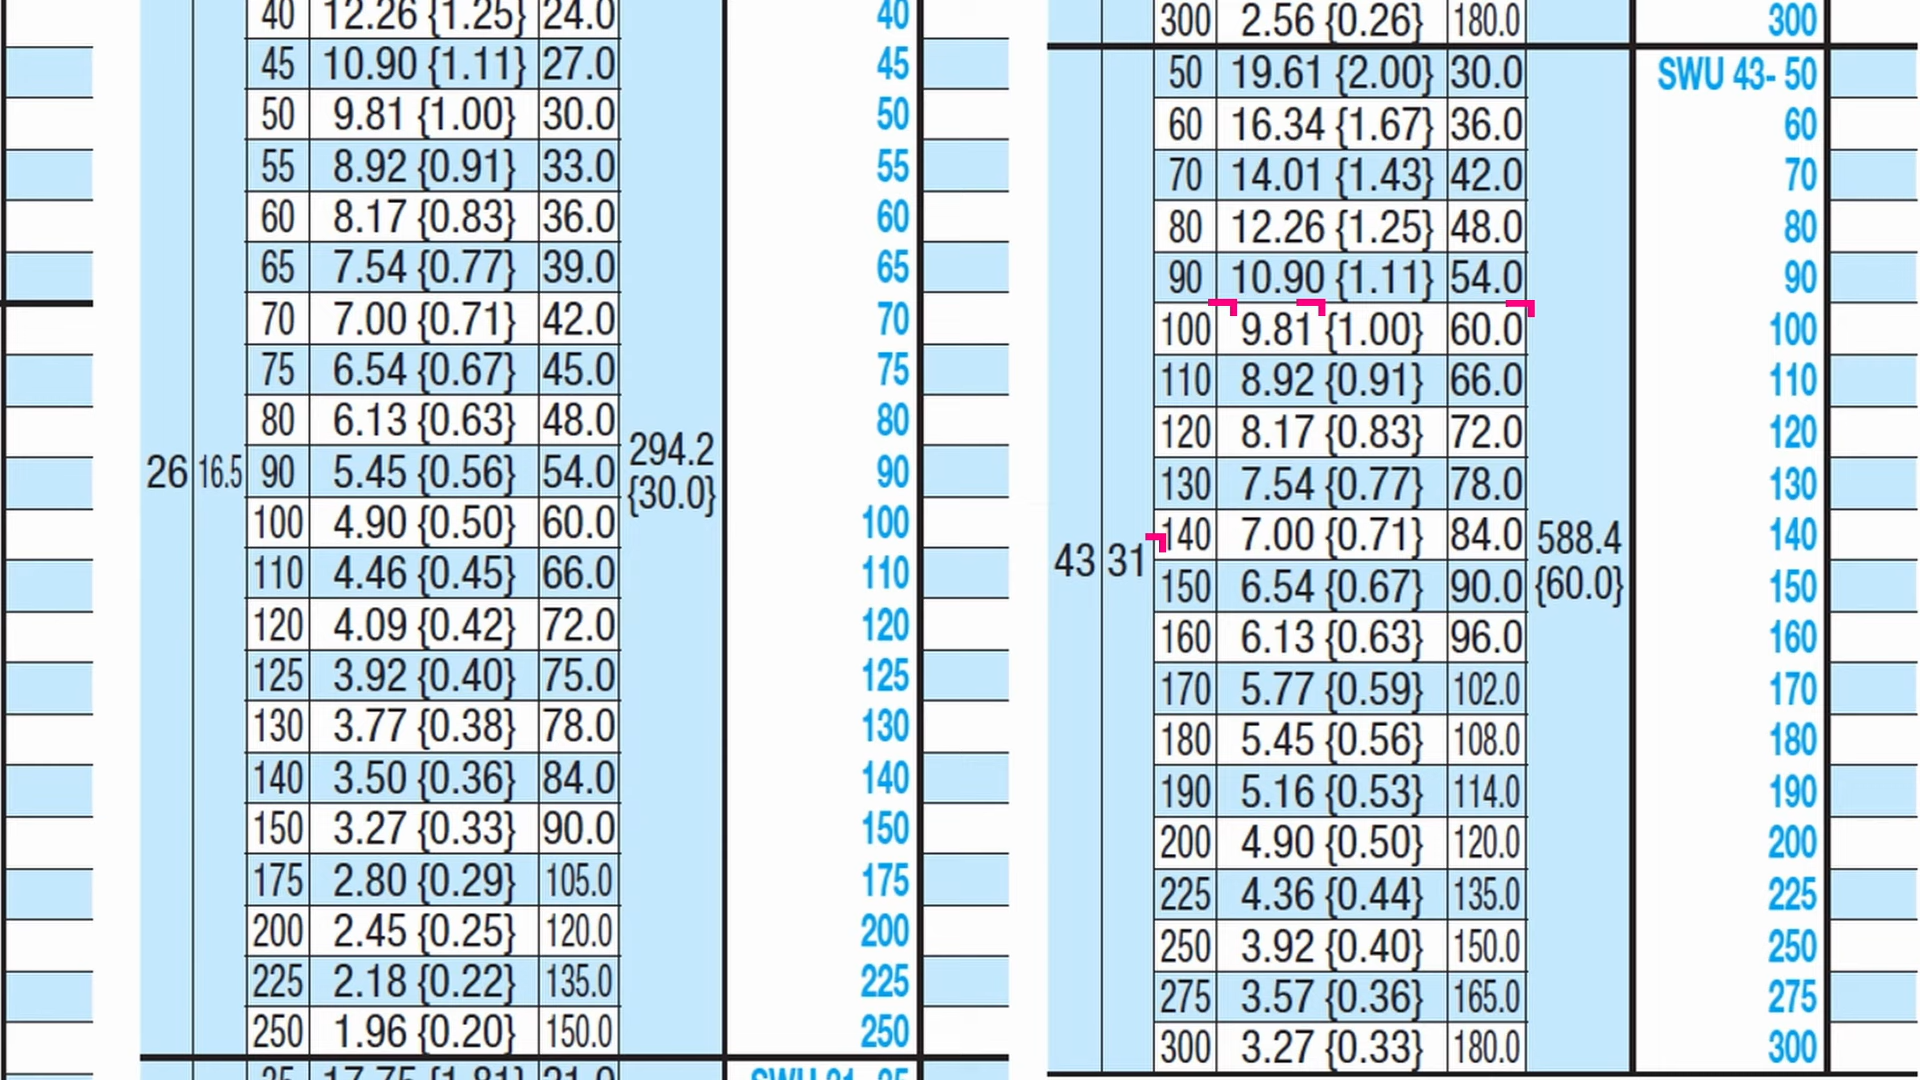 40 12.26 {1.25} 24.0 40
45 10.90 {1.11} 27.0 45
50 9.81 {1.00} 30.0 50
55 8.92 {0.91} 33.0 55
60 8.17 {0.83} 36.0 60
65 7.54 {0.77} 39.0 65
70 7.00 {0.71} 42.0 70
75 6.54 {0.67} 45.0 75
80 6.13 {0.63} 48.0 80
294.2
26 16.5 90 5.45 {0.56} 54.0 90
{30.0}
100 4.90 {0.50} 60.0 100
110 4.46 {0.45} 66.0 110
120 4.09 {0.42} 72.0 120
125 3.92 {0.40} 75.0 125
130 3.77 {0.38} 78.0 130
140 3.50 {0.36} 84.0 140
150 3.27 {0.33} 90.0 150
175 2.80 {0.29} 105.0 175
200 2.45 {0.25} 120.0 200
225 2.18 {0.22} 135.0 225
250 1.96 {0.20} 150.0 250
300 2.56 {0.26} 180.0 300
50 19.61 {2.00} 30.0 SWU 43- 50
60 16.34 {1.67} 36.0 60
70 14.01 {1.43} 42.0 70
80 12.26 {1.25} 48.0 80
90 10.90 {1.11} 54.0 90
100 9.81 {1.00} 60.0 100
110 8.92 {0.91} 66.0 110
120 8.17 {0.83} 72.0 120
130 7.54 {0.77} 78.0 130
140 7.00 {0.71} 84.0 588.4 140
43 31
150 6.54 {0.67} 90.0 {60.0} 150
160 6.13 {0.63} 96.0 160
170 5.77 {0.59} 102.0 170
180 5.45 {0.56} 108.0 180
190 5.16 {0.53} 114.0 190
200 4.90 {0.50} 120.0 200
225 4.36 {0.44} 135.0 225
250 3.92 {0.40} 150.0 250
275 3.57 {0.36} 165.0 275
300 3.27 {0.33} 180.0 300